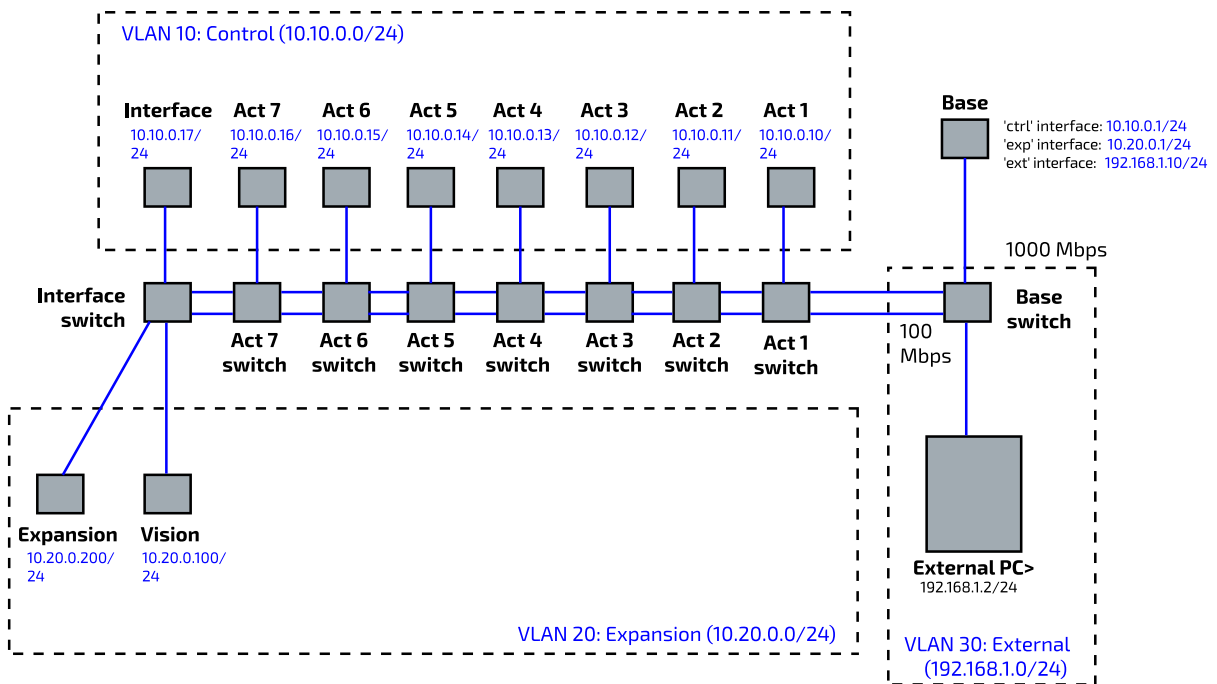 VLAN 10: Control (10.10.0.0/24)
Interface
10.10.0.17/
24
Act 7
10.10.0.16/
24
Act 6
10.10.0.15/
24
Act 5
10.10.0.14/
24
Act 4
10.10.0.13/
24
Act 3
10.10.0.12/
24
Act 2
10.10.0.11/
24
Act 1
10.10.0.10/
24
Base
'ctrl' interface: 10.10.0.1/24
'exp' interface: 10.20.0.1/24
'ext' interface: 192.168.1.10/24
1000 Mbps
Interface
switch
Act 7
switch
Act 6
switch
Act 5
switch
Act 4
switch
Act 3
switch
Act 2
switch
Act 1
switch
100
Mbps
Base
switch
Expansion
10.20.0.200/
24
Vision
10.20.0.100/
24
VLAN 20: Expansion (10.20.0.0/24)
External PC>
192.168.1.2/24
VLAN 30: External
(192.168.1.0/24)